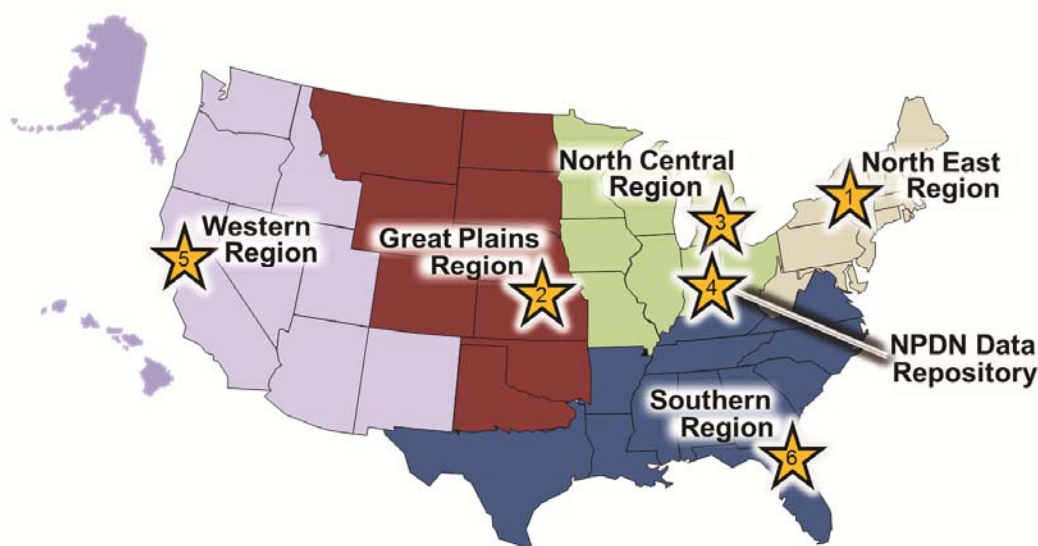 North Central
Region
3
North East
Region
1
Western
Region
5
Great Plains
Region
2
4
NPDN Data
Repository
Southern
Region
6